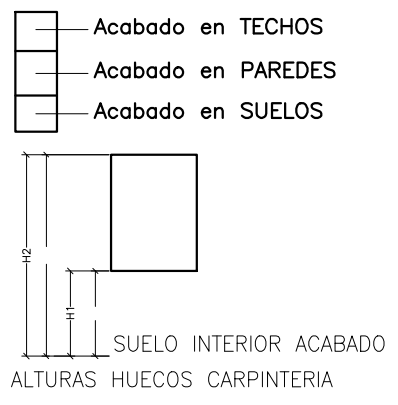 Acabado en TECHOS
Acabado en PAREDES
Acabado en SUELOS
H2
H1
SUELO INTERIOR ACABADO
ALTURAS HUECOS CARPINTERIA